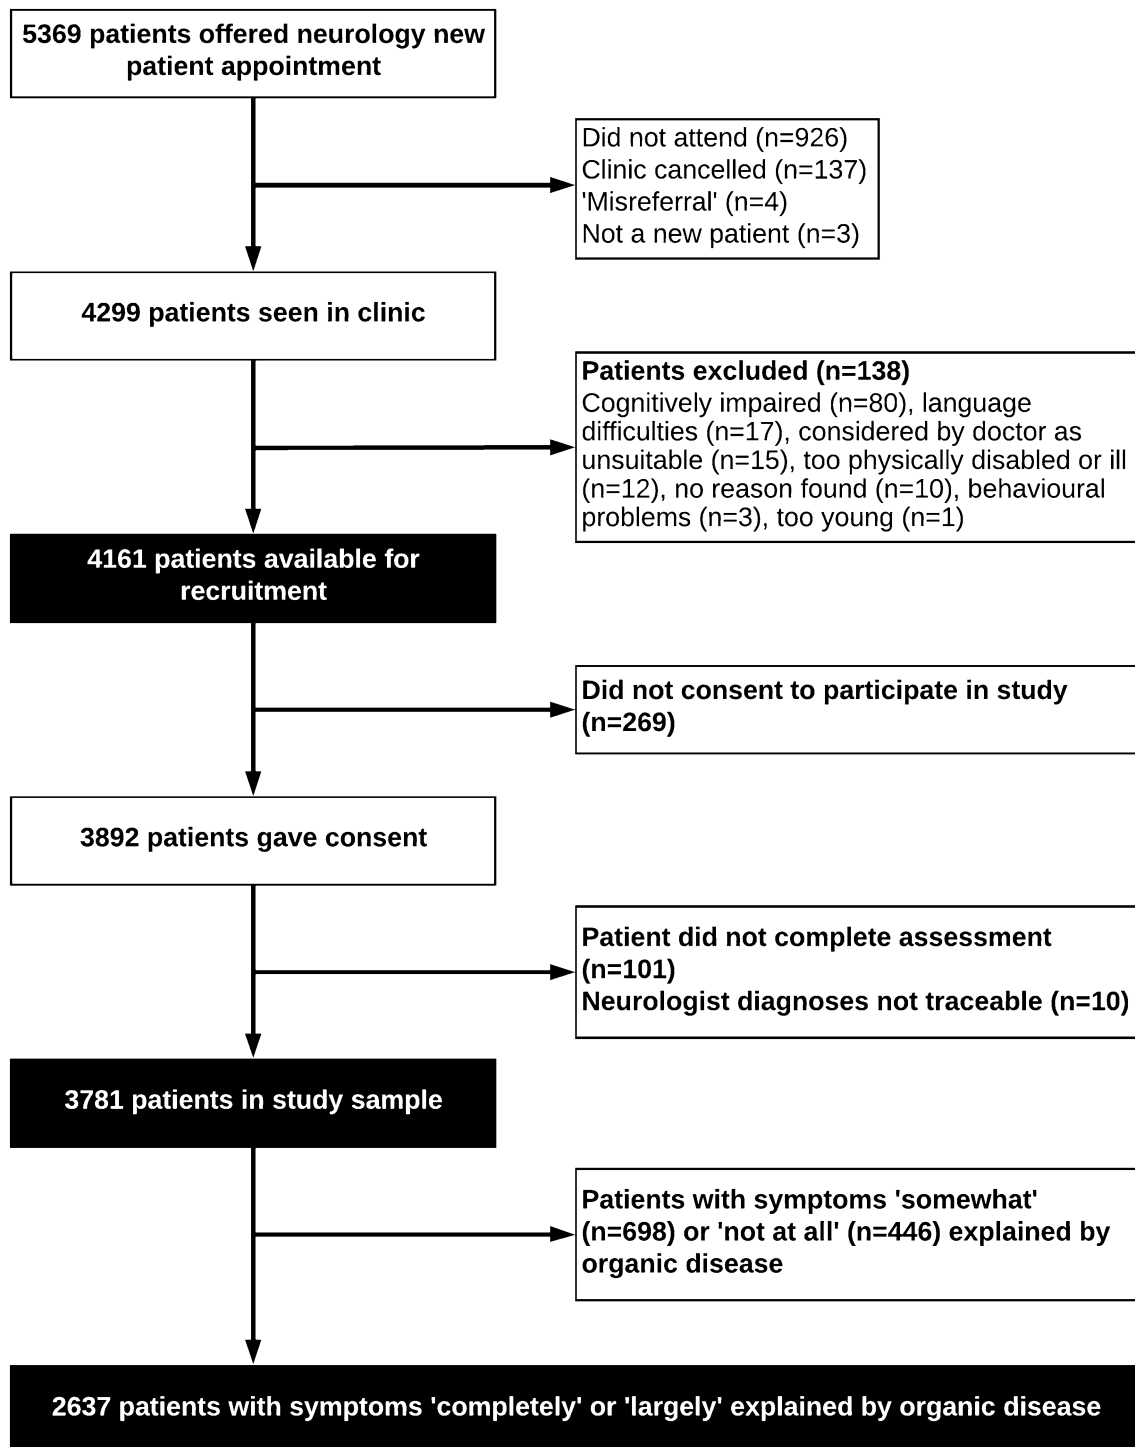 5369 patients offered neurology new
patient appointment
Did not attend (n=926)
Clinic cancelled (n=137)
'Misreferral' (n=4)
Not a new patient (n=3)
4299 patients seen in clinic
Patients excluded (n=138)
Cognitively impaired (n=80), language
difficulties (n=17), considered by doctor as
unsuitable (n=15), too physically disabled or ill
(n=12), no reason found (n=10), behavioural
problems (n=3), too young (n=1)
4161 patients available for
recruitment
Did not consent to participate in study
(n=269)
3892 patients gave consent
Patient did not complete assessment
(n=101)
Neurologist diagnoses not traceable (n=10)
3781 patients in study sample
Patients with symptoms 'somewhat'
(n=698) or 'not at all' (n=446) explained by
organic disease
2637 patients with symptoms 'completely' or 'largely' explained by organic disease